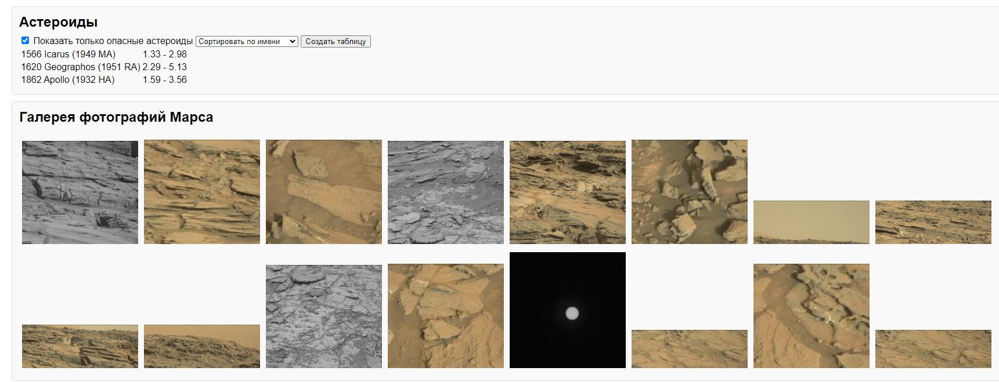 Астероиды
Показать только опасные астероиды Сортировать по имени Создать таблицу
1566 Icarus (1949 MA) 1.33 - 2.98
1620 Geographos (1951 RA) 2.29 - 5.13
1862 Apollo (1932 HA) 1.59 - 3.56
Галерея фотографий Марса